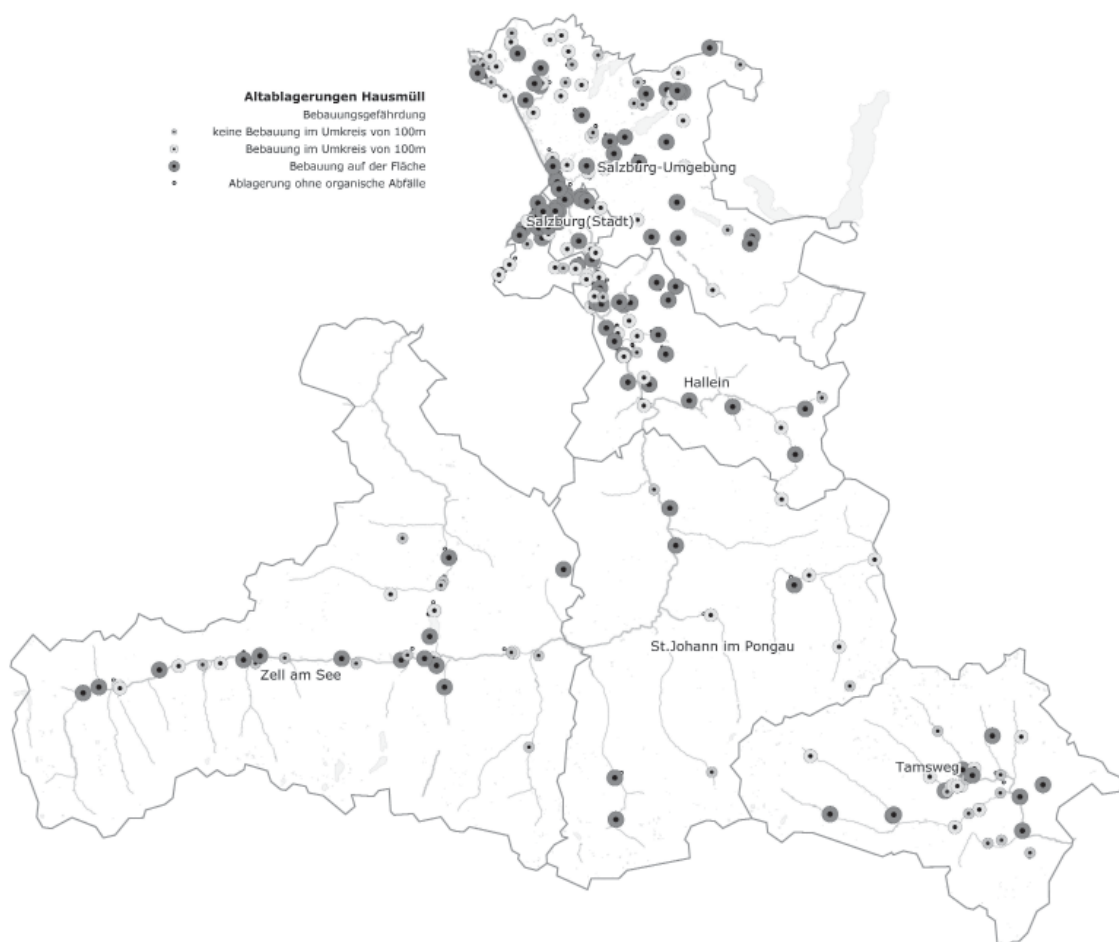 Altablagerungen Hausmüll
Bebauungsgefährdung
keine Bebauung im Umkreis von 100m
Bebauung im Umkreis von 100m
Bebauung auf der Fläche
Ablagerung ohne organische Abfälle
Salzburg-Umgebung
Salzburg(Stadt)
Hallein
St.Johann im Pongau
Zell am See
Tamsweg